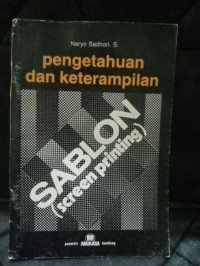 Naryo Sadhori. S.
pengetahuan
dan keterampilan
SABLON
(screen printing)
penerbit ANGKASA bandung